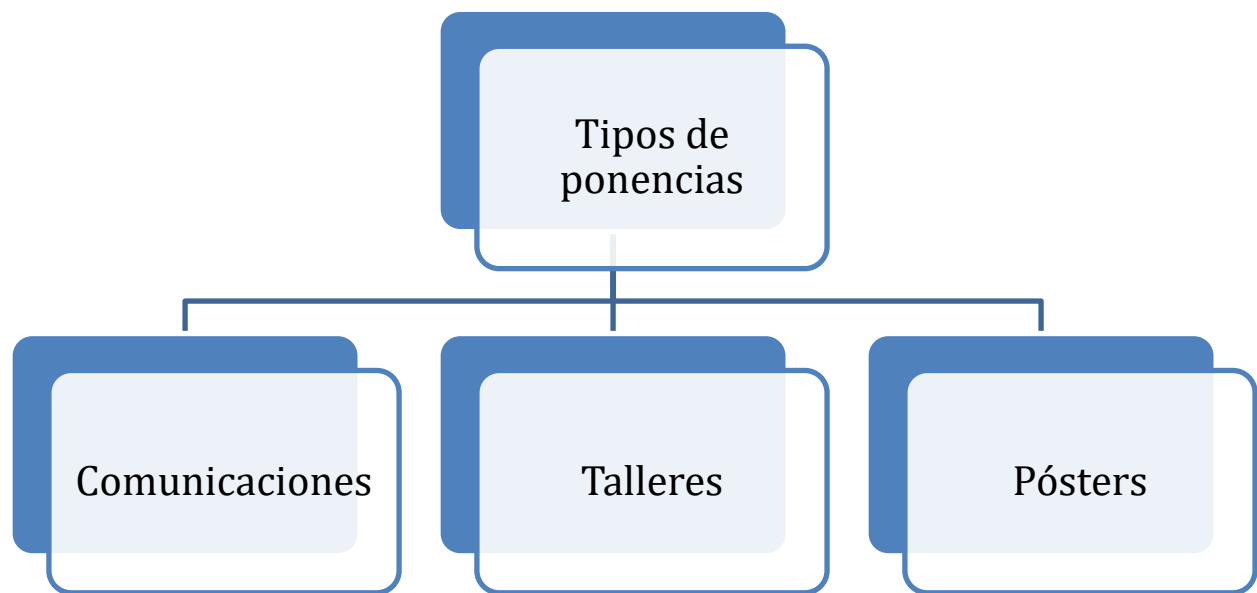 Tipos de
ponencias
Comunicaciones
Talleres
Pósters